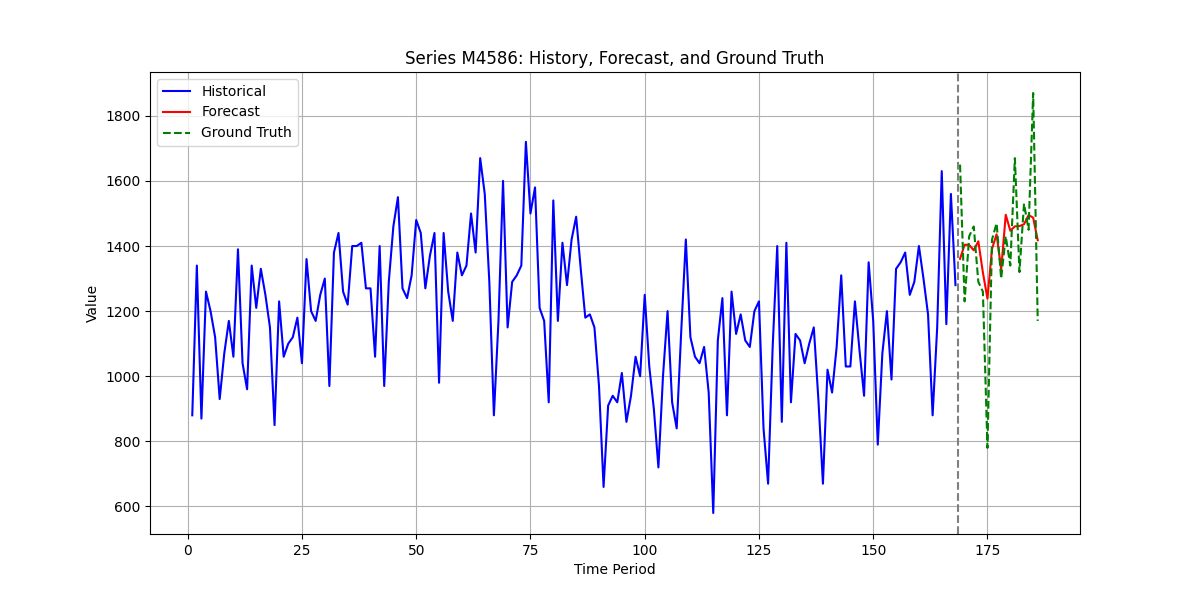 Series M4586: History, Forecast, and Ground Truth
Historical
Forecast
Ground Truth
Value
1800
1600
1400
1200
1000
800
600
0 25 50 75 100 125 150 175
Time Period